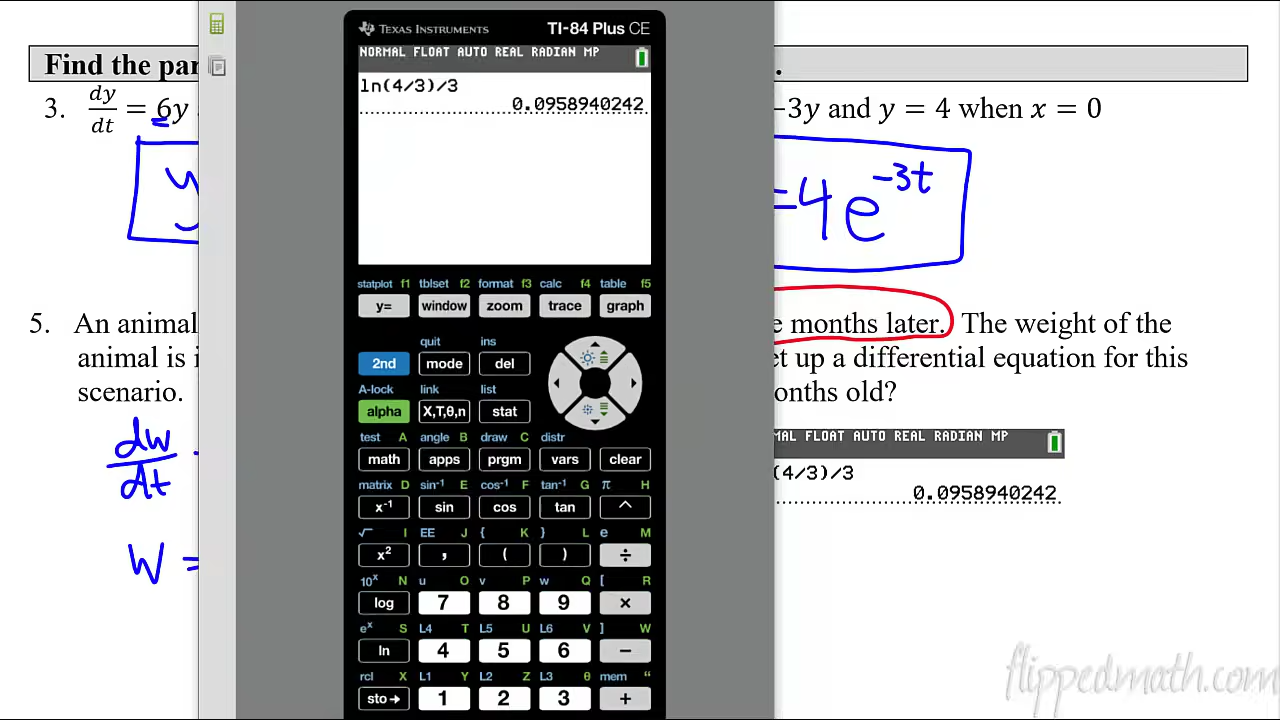 Find the par
3. dy/dt = 6y
-3y and y = 4 when x = 0
y
=4e^-3t
5. An animal
e months later. The weight of the
animal is i
et up a differential equation for this
scenario.
onths old?
dw/dt
W =
MAL FLOAT AUTO REAL RADIAN MP
(4/3)/3
0.0958940242
TEXAS INSTRUMENTS
TI-84 Plus CE
NORMAL FLOAT AUTO REAL RADIAN MP
ln(4/3)/3
0.0958940242
statplot f1 tblset f2 format f3 calc f4 table f5
y= window zoom trace graph
quit ins
2nd mode del
A-lock link list
alpha X,T,θ,n stat
test A angle B draw C distr
math apps prgm vars clear
matrix D sin⁻¹ E cos⁻¹ F tan⁻¹ G π H
x⁻¹ sin cos tan ^
√ I EE J { K } L e M
x² , ( ) ÷
10ˣ N u O v P w Q [ R
log 7 8 9 ×
eˣ S L4 T L5 U L6 V ] W
ln 4 5 6 −
rcl X L1 Y L2 Z L3 θ mem "
sto→ 1 2 3 +
flippedmath.com